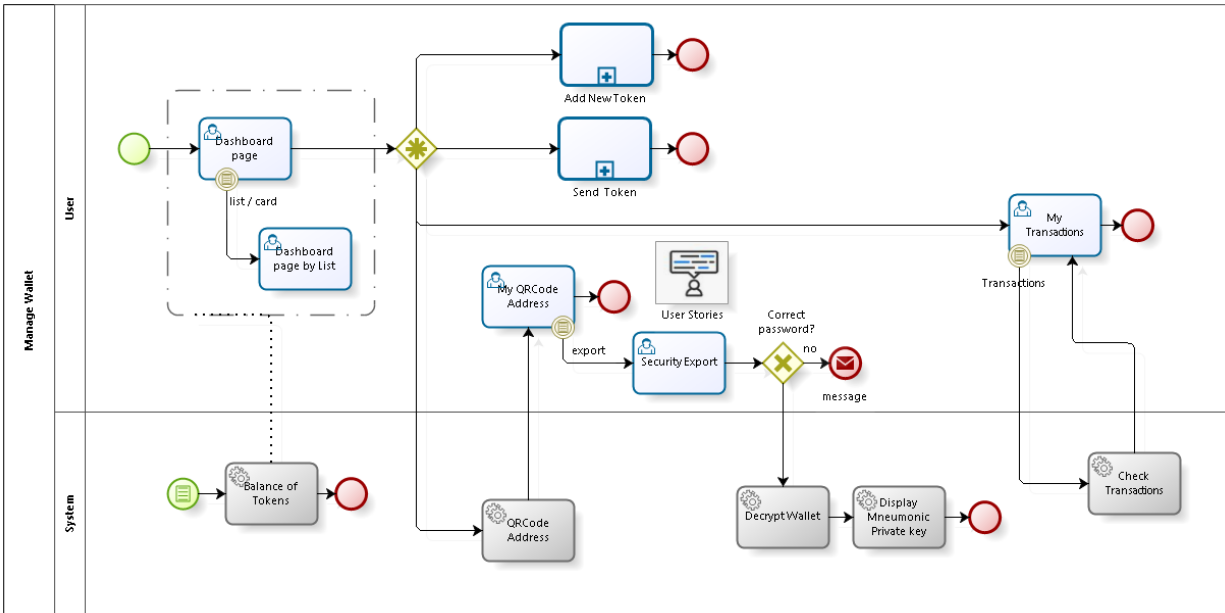 Manage Wallet
User
System
Add New Token
Dashboard
page
list / card
Send Token
Dashboard
page by List
My
Transactions
Transactions
My QRCode
Address
export
User Stories
Correct
password?
no
Security Export
message
Balance of
Tokens
QRCode
Address
Decrypt Wallet
Display
Mneumonic
Private key
Check
Transactions